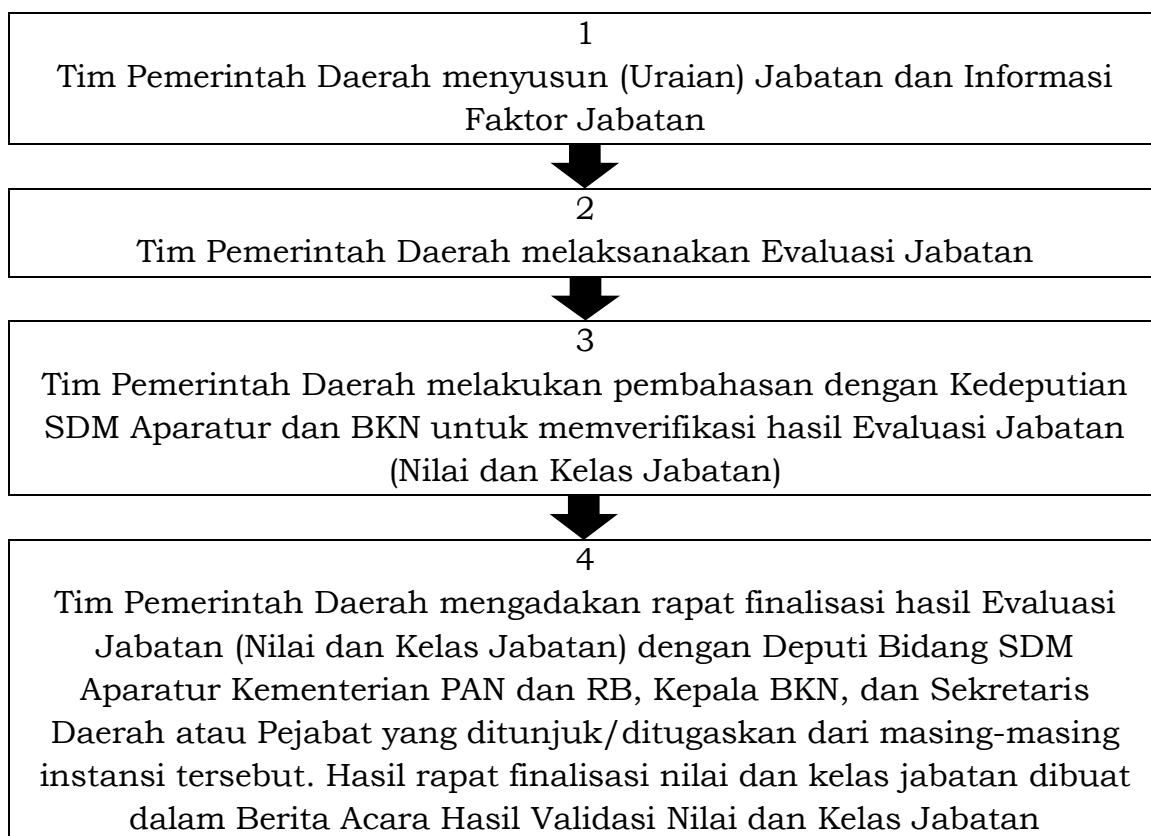 1
Tim Pemerintah Daerah menyusun (Uraian) Jabatan dan Informasi
Faktor Jabatan
2
Tim Pemerintah Daerah melaksanakan Evaluasi Jabatan
3
Tim Pemerintah Daerah melakukan pembahasan dengan Kedeputian
SDM Aparatur dan BKN untuk memverifikasi hasil Evaluasi Jabatan
(Nilai dan Kelas Jabatan)
4
Tim Pemerintah Daerah mengadakan rapat finalisasi hasil Evaluasi
Jabatan (Nilai dan Kelas Jabatan) dengan Deputi Bidang SDM
Aparatur Kementerian PAN dan RB, Kepala BKN, dan Sekretaris
Daerah atau Pejabat yang ditunjuk/ditugaskan dari masing-masing
instansi tersebut. Hasil rapat finalisasi nilai dan kelas jabatan dibuat
dalam Berita Acara Hasil Validasi Nilai dan Kelas Jabatan